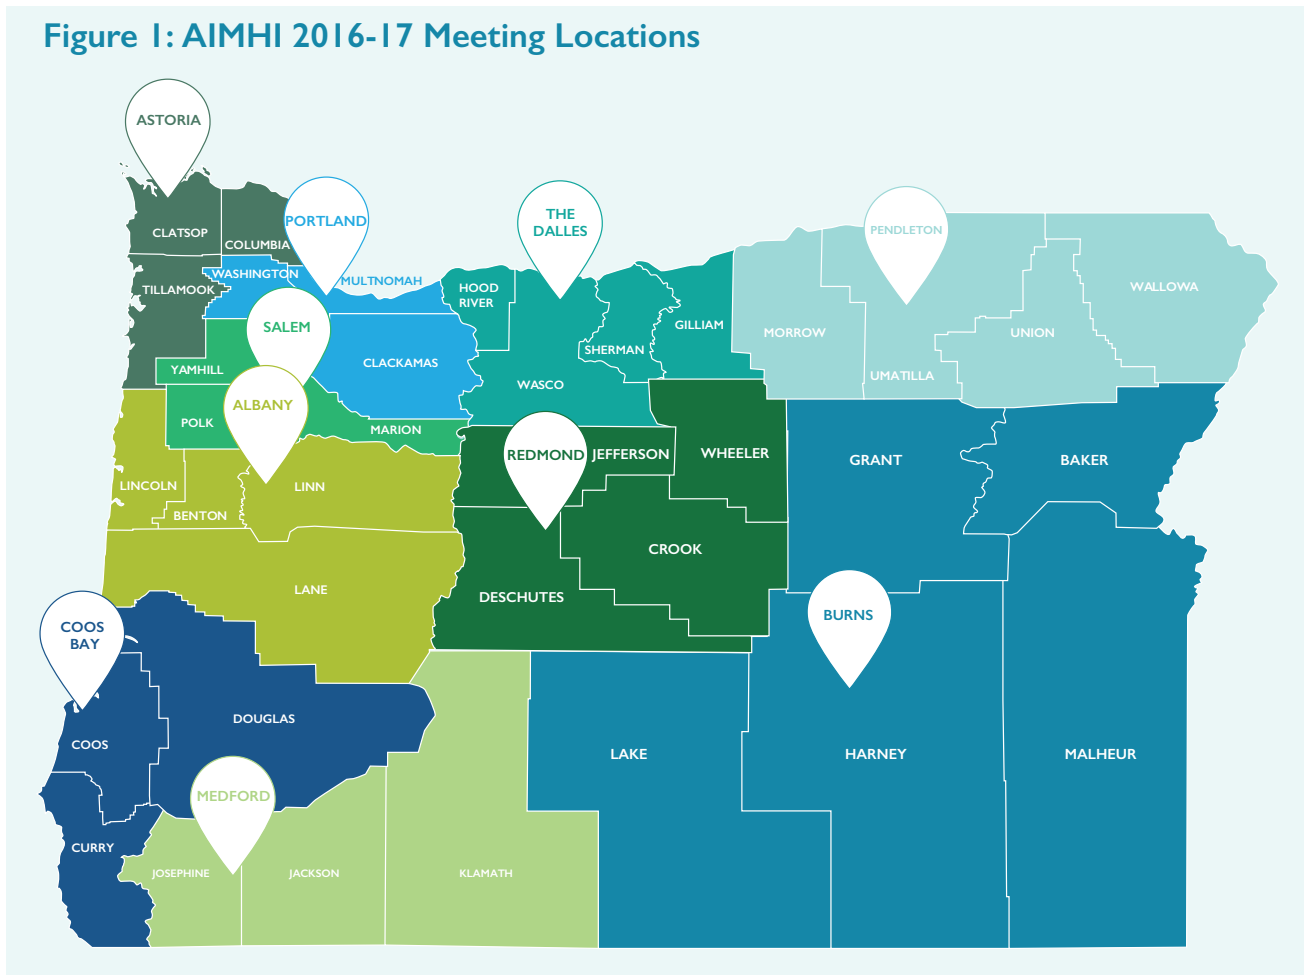 Figure 1: AIMHI 2016-17 Meeting Locations
ASTORIA
PORTLAND
THE
DALLES
PENDLETON
CLATSOP
COLUMBIA
WASHINGTON
MULTNOMAH
TILLAMOOK
HOOD
RIVER
WALLOWA
SALEM
GILLIAM
MORROW
UNION
SHERMAN
CLACKAMAS
YAMHILL
UMATILLA
WASCO
ALBANY
POLK
MARION
REDMOND
JEFFERSON
WHEELER
GRANT
BAKER
LINCOLN
LINN
BENTON
CROOK
LANE
DESCHUTES
BURNS
COOS
BAY
DOUGLAS
COOS
LAKE
HARNEY
MALHEUR
MEDFORD
CURRY
JOSEPHINE
JACKSON
KLAMATH